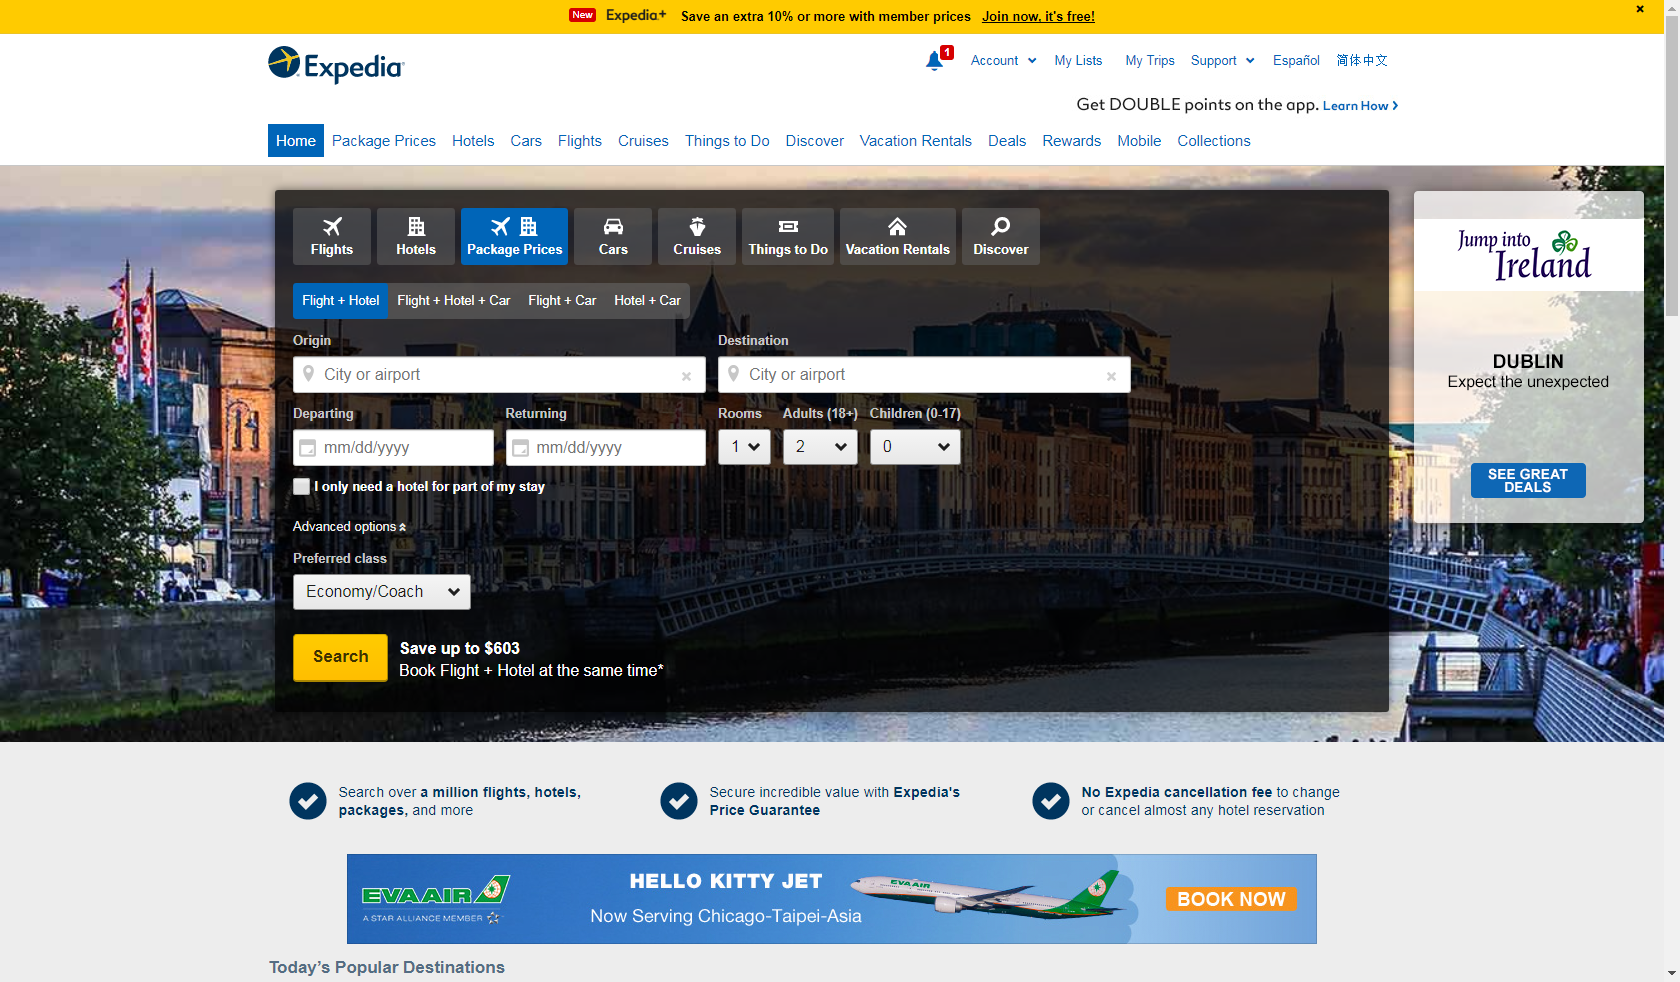 New Expedia+ Save an extra 10% or more with member prices Join now, it's free!
Expedia
1 Account My Lists My Trips Support Español 简体中文
Get DOUBLE points on the app. Learn How
Home Package Prices Hotels Cars Flights Cruises Things to Do Discover Vacation Rentals Deals Rewards Mobile Collections
Flights Hotels Package Prices Cars Cruises Things to Do Vacation Rentals Discover
Flight + Hotel Flight + Hotel + Car Flight + Car Hotel + Car
Origin Destination
City or airport City or airport
Departing Returning Rooms Adults (18+) Children (0-17)
mm/dd/yyyy mm/dd/yyyy 1 2 0
I only need a hotel for part of my stay
Advanced options
Preferred class
Economy/Coach
Search
Save up to $603
Book Flight + Hotel at the same time*
Jump into
Ireland
DUBLIN
Expect the unexpected
SEE GREAT
DEALS
Search over a million flights, hotels,
packages, and more
Secure incredible value with Expedia's
Price Guarantee
No Expedia cancellation fee to change
or cancel almost any hotel reservation
EVA AIR
A STAR ALLIANCE MEMBER
HELLO KITTY JET
Now Serving Chicago-Taipei-Asia
EVA AIR
BOOK NOW
Today's Popular Destinations